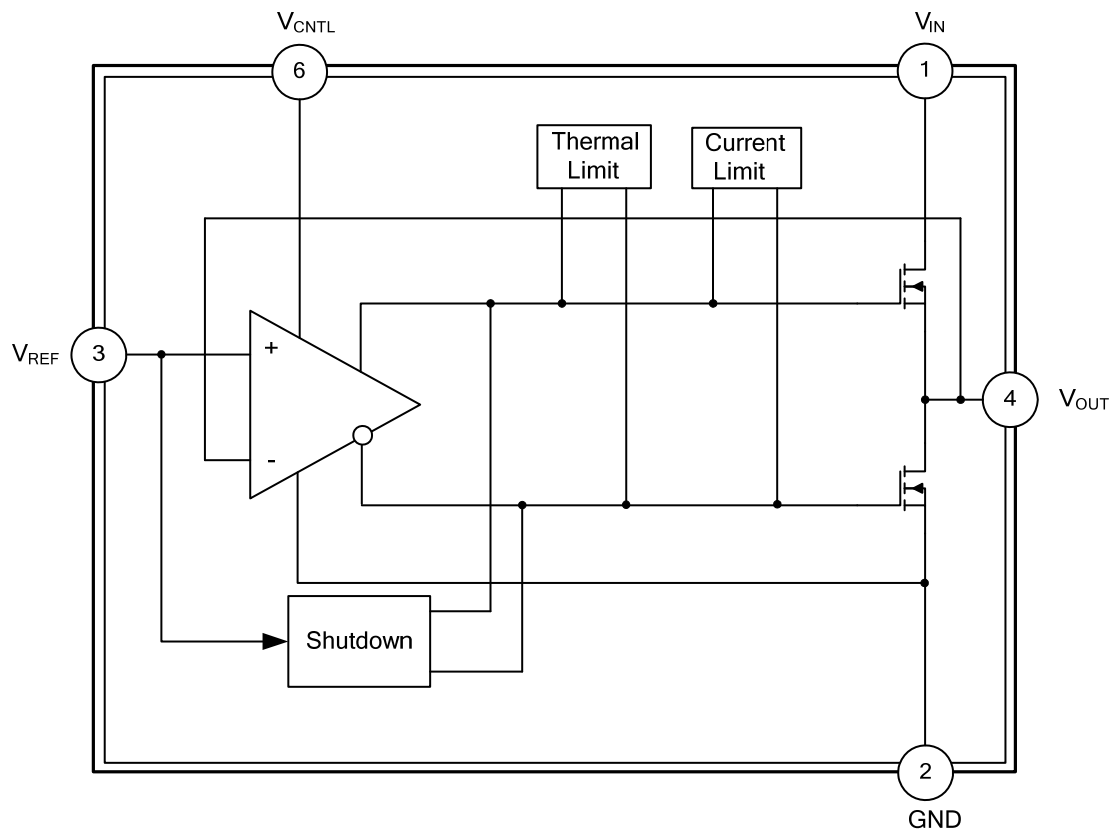 VCNTL
VIN
6
1
Thermal
Limit
Current
Limit
+
VREF
3
4
VOUT
-
Shutdown
2
GND